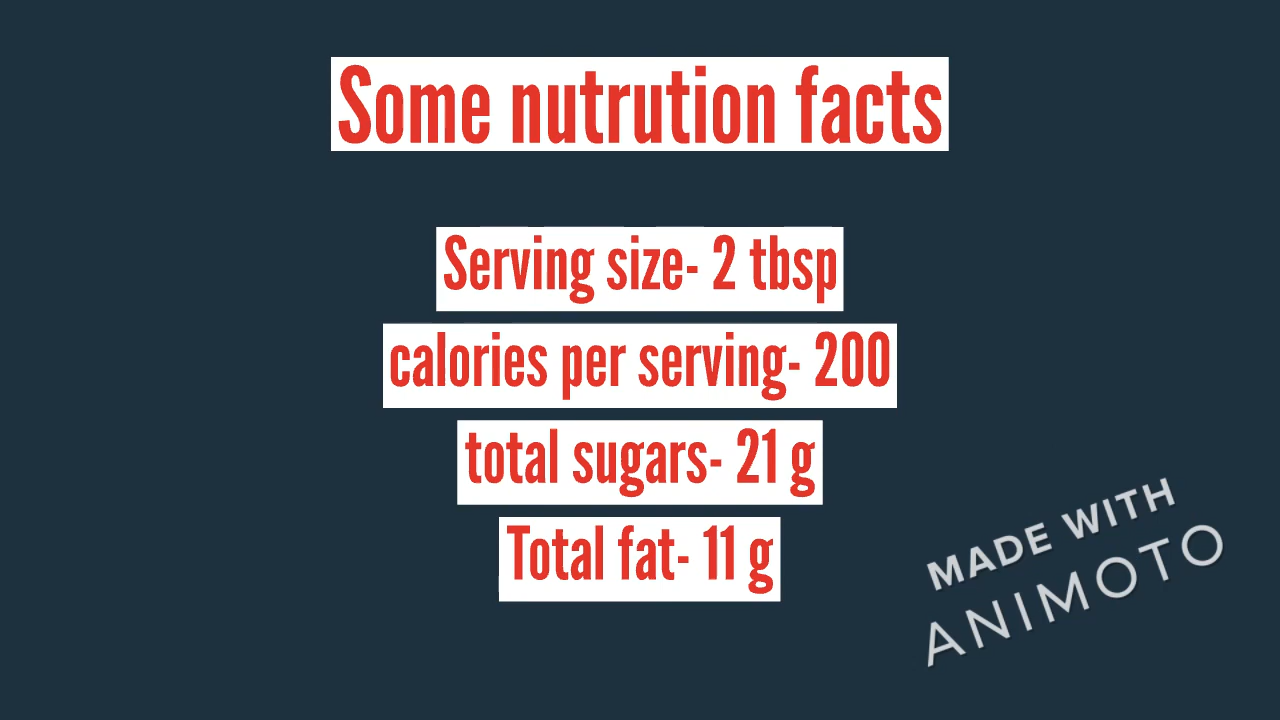 Some nutrution facts
Serving size- 2 tbsp
calories per serving- 200
total sugars- 21 g
Total fat- 11 g
MADE WITH
ANIMOTO